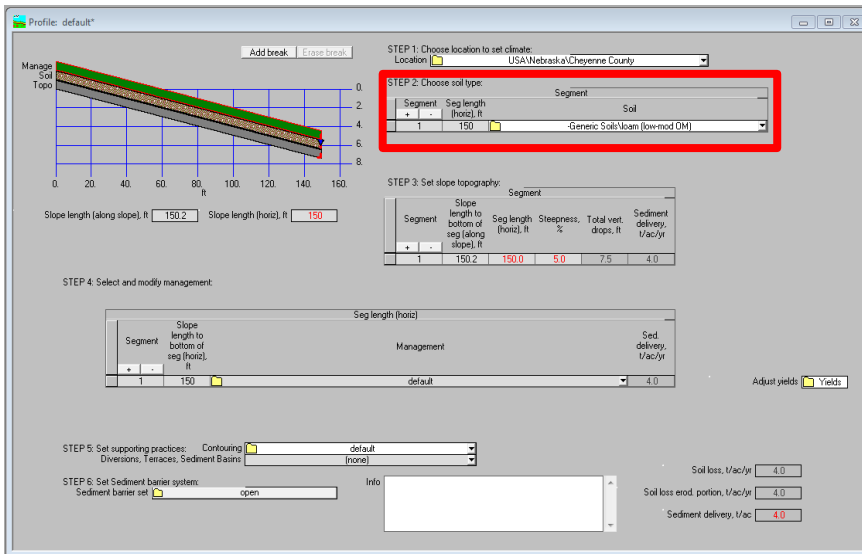 Profile: default*
Add break Erase break
Manage
Soil
Topo
0.
2.
4.
6.
8.
0. 20. 40. 60. 80. 100. 120. 140. 160.
ft
Slope length (along slope), ft 150.2 Slope length (horiz), ft 150
STEP 1: Choose location to set climate:
Location USA\Nebraska\Cheyenne County
STEP 2: Choose soil type:
Segment
Segment Seg length (horiz), ft Soil
+ -
1 150 -Generic Soils\loam (low-mod OM)
STEP 3: Set slope topography:
Segment
Segment Slope length to bottom of seg (along slope), ft Seg length (horiz), ft Steepness, % Total vert. drops, ft Sediment delivery, t/ac/yr
+ -
1 150.2 150.0 5.0 7.5 4.0
STEP 4: Select and modify management:
Seg length (horiz)
Segment Slope length to bottom of seg (horiz), ft Management Sed. delivery, t/ac/yr
+ -
1 150 default 4.0
Adjust yields Yields
STEP 5: Set supporting practices: Contouring default
Diversions, Terraces, Sediment Basins (none)
STEP 6: Set Sediment barrier system:
Sediment barrier set open
Info
Soil loss, t/ac/yr 4.0
Soil loss erod. portion, t/ac/yr 4.0
Sediment delivery, t/ac 4.0